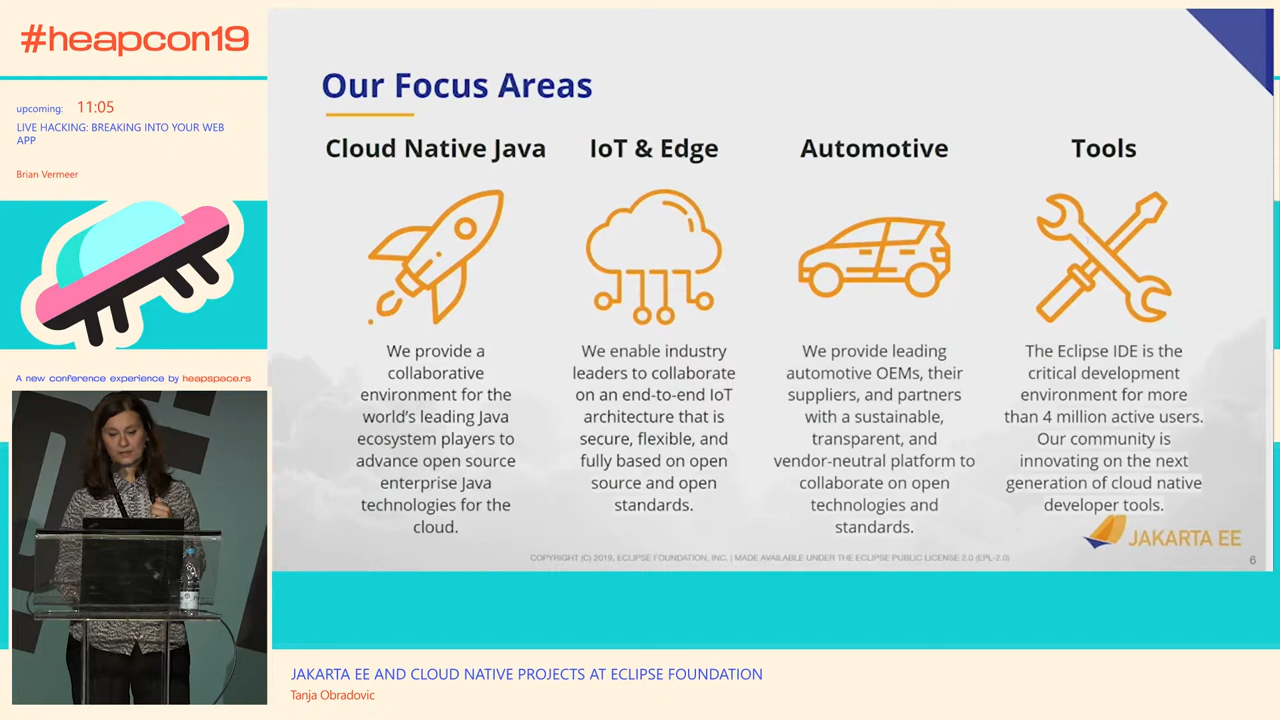 #heapcon19
upcoming: 11:05
LIVE HACKING: BREAKING INTO YOUR WEB
APP
Brian Vermeer
A new conference experience by heapspace.rs
Our Focus Areas
Cloud Native Java
We provide a
collaborative
environment for the
world's leading Java
ecosystem players to
advance open source
enterprise Java
technologies for the
cloud.
IoT & Edge
We enable industry
leaders to collaborate
on an end-to-end IoT
architecture that is
secure, flexible, and
fully based on open
source and open
standards.
Automotive
We provide leading
automotive OEMs, their
suppliers, and partners
with a sustainable,
transparent, and
vendor-neutral platform to
collaborate on open
technologies and
standards.
Tools
The Eclipse IDE is the
critical development
environment for more
than 4 million active users.
Our community is
innovating on the next
generation of cloud native
developer tools.
JAKARTA EE
COPYRIGHT (C) 2019, ECLIPSE FOUNDATION, INC. | MADE AVAILABLE UNDER THE ECLIPSE PUBLIC LICENSE 2.0 (EPL-2.0)
6
JAKARTA EE AND CLOUD NATIVE PROJECTS AT ECLIPSE FOUNDATION
Tanja Obradovic